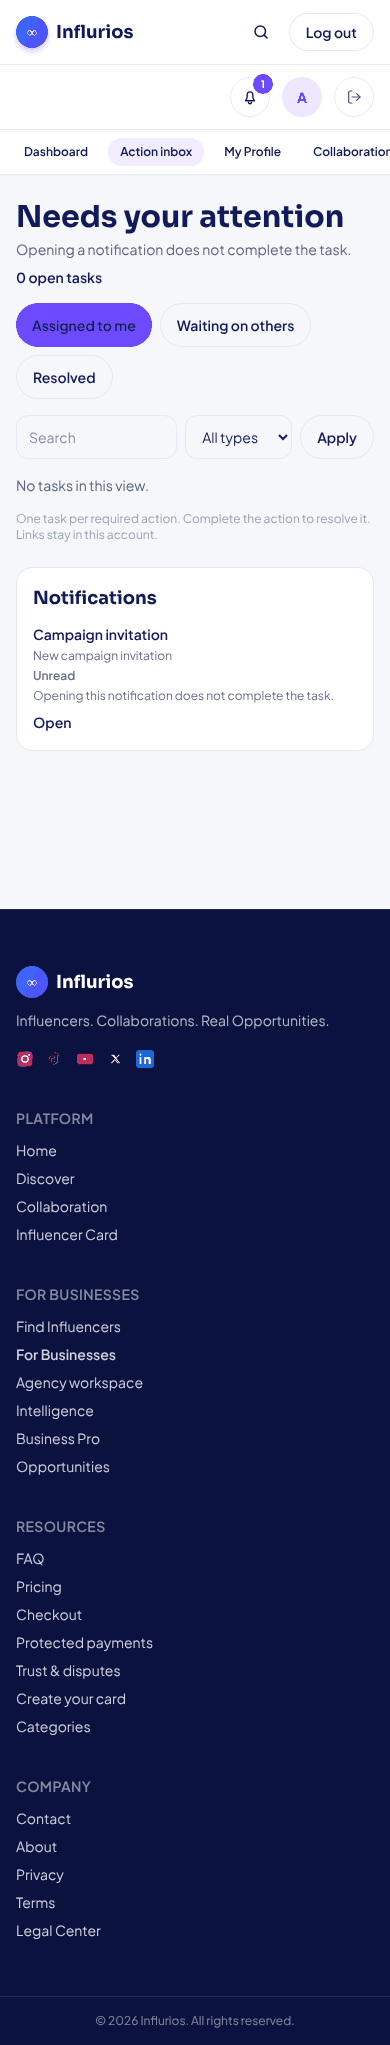 ∞ Influrios
Log out
1
A
Dashboard Action inbox My Profile Collaboration
Needs your attention
Opening a notification does not complete the task.
0 open tasks
Assigned to me Waiting on others
Resolved
Search All types Apply
No tasks in this view.
One task per required action. Complete the action to resolve it.
Links stay in this account.
Notifications
Campaign invitation
New campaign invitation
Unread
Opening this notification does not complete the task.
Open
∞ Influrios
Influencers. Collaborations. Real Opportunities.
PLATFORM
Home
Discover
Collaboration
Influencer Card
FOR BUSINESSES
Find Influencers
For Businesses
Agency workspace
Intelligence
Business Pro
Opportunities
RESOURCES
FAQ
Pricing
Checkout
Protected payments
Trust & disputes
Create your card
Categories
COMPANY
Contact
About
Privacy
Terms
Legal Center
© 2026 Influrios. All rights reserved.